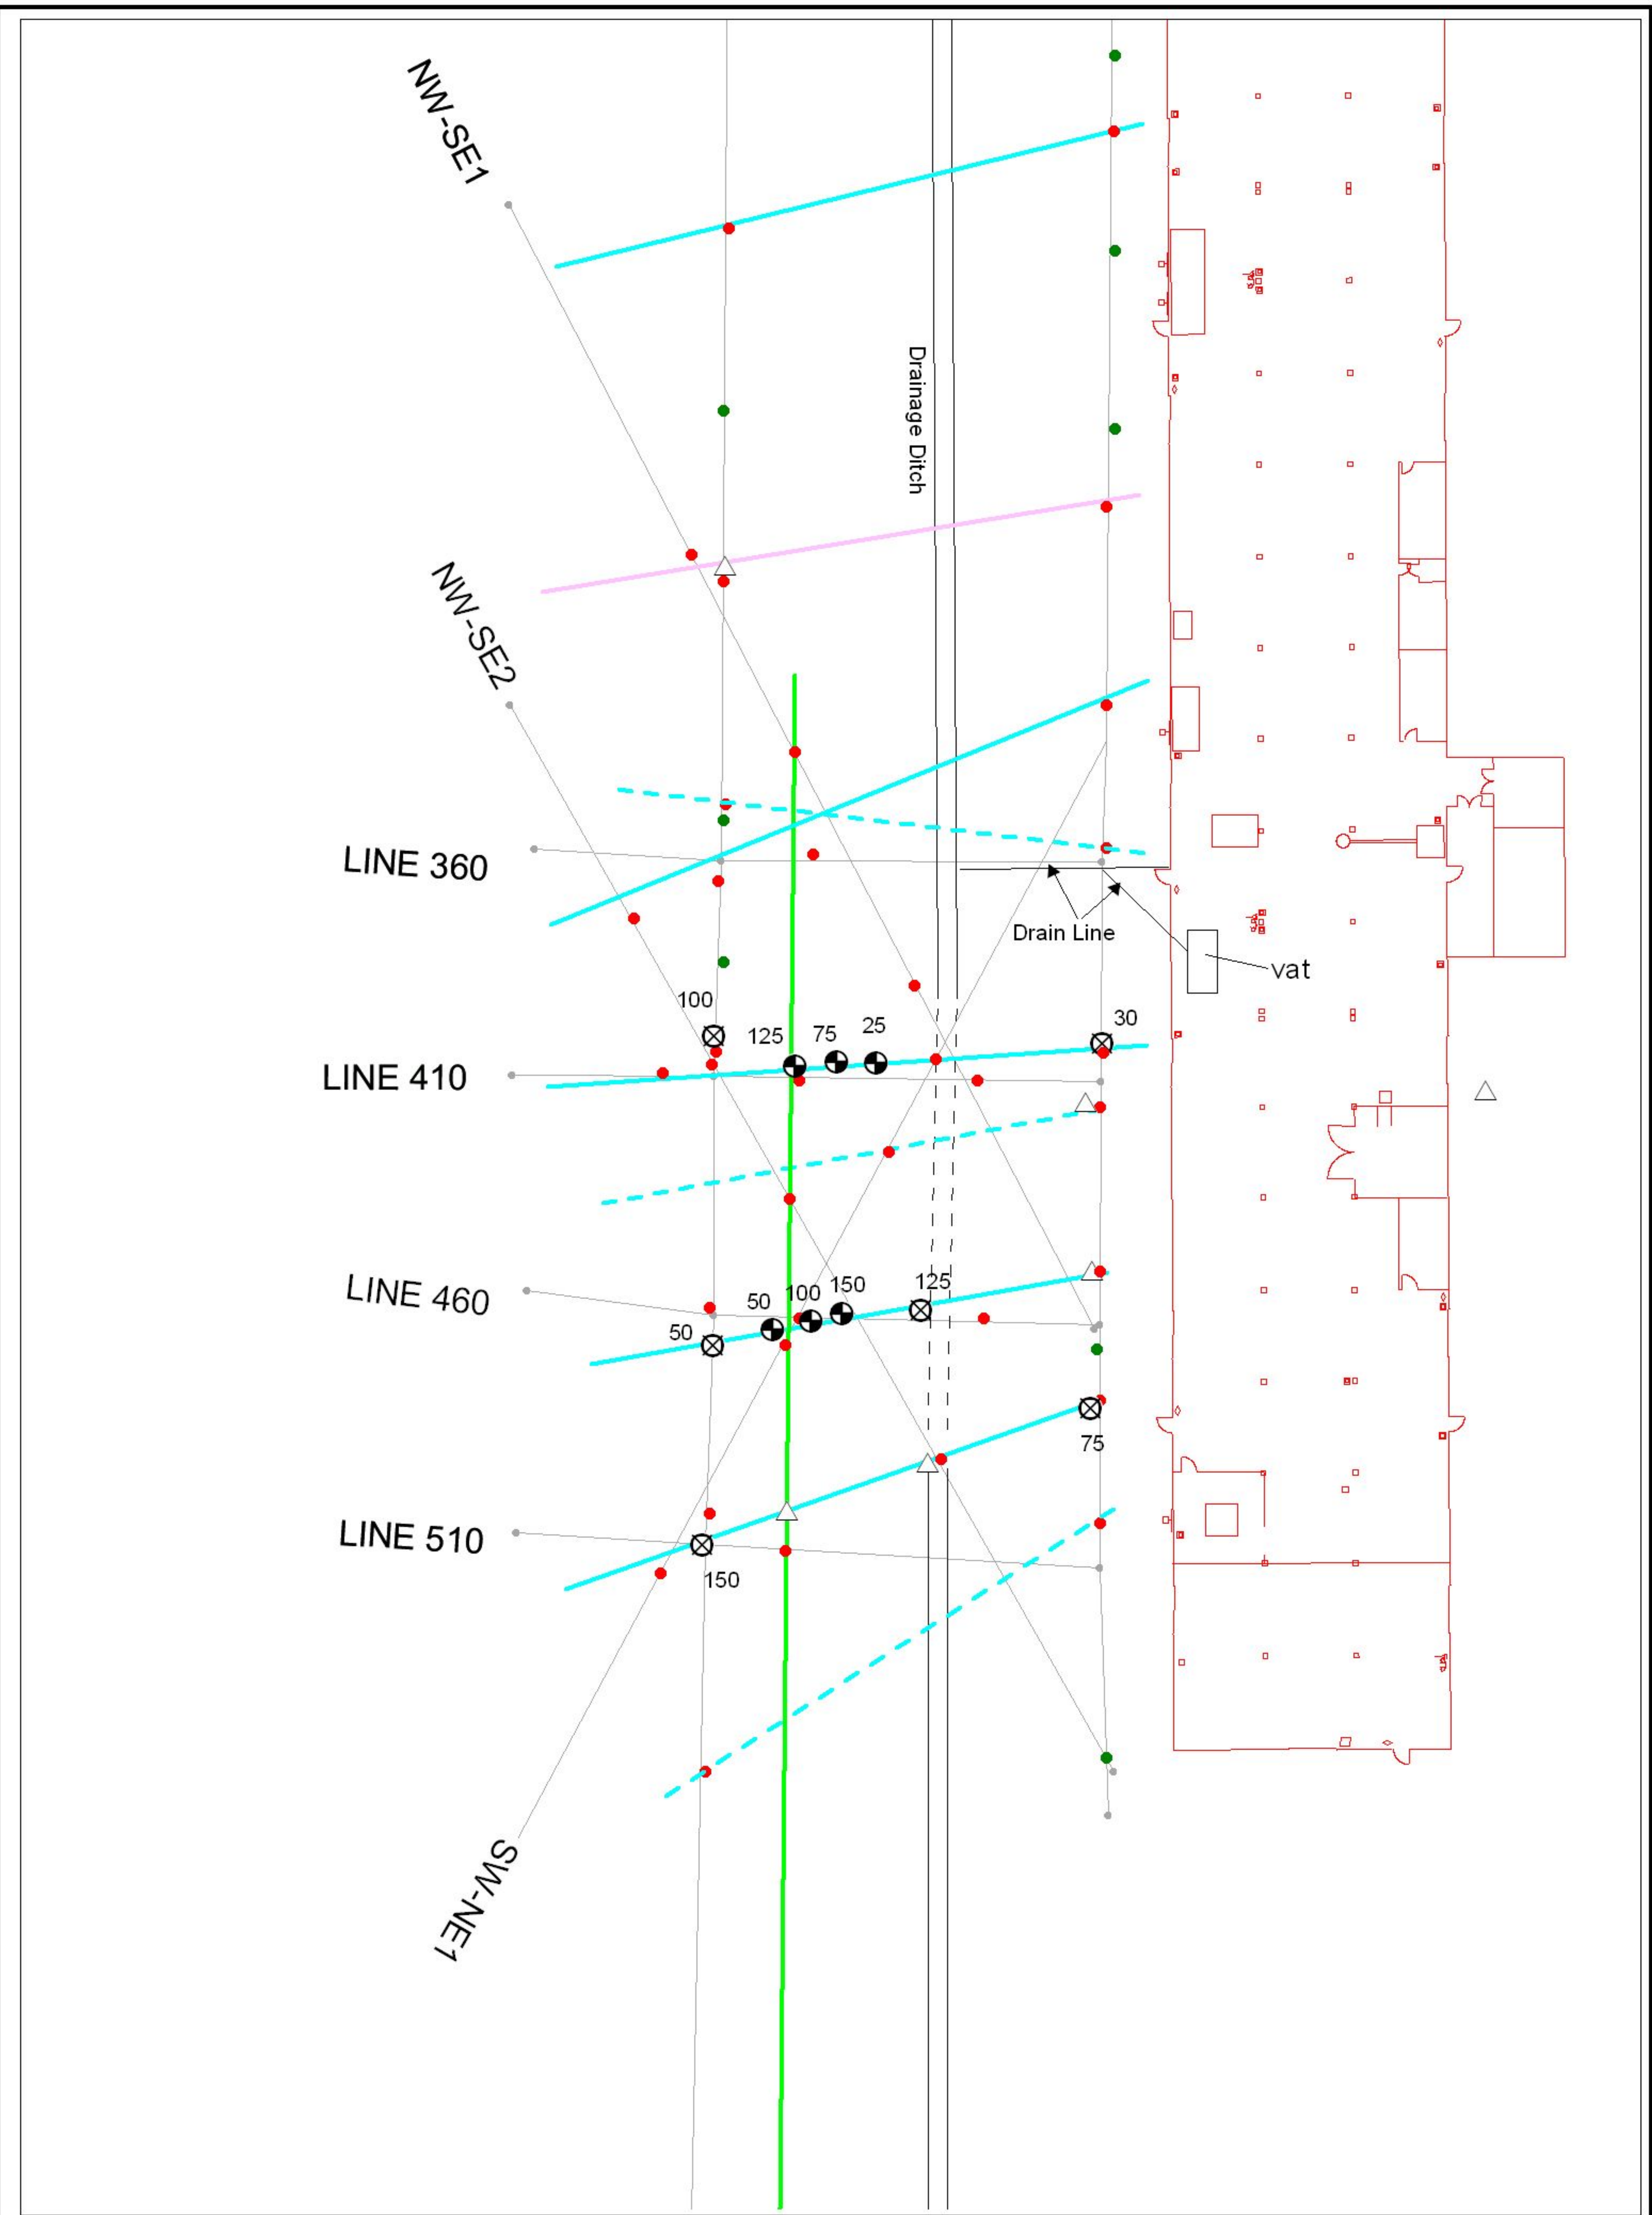 NW-SE1
Drainage Ditch
NW-SE2
LINE 360
Drain Line
vat
100
125
75
25
30
LINE 410
LINE 460
50
50
100
150
125
75
LINE 510
150
SW-NE1